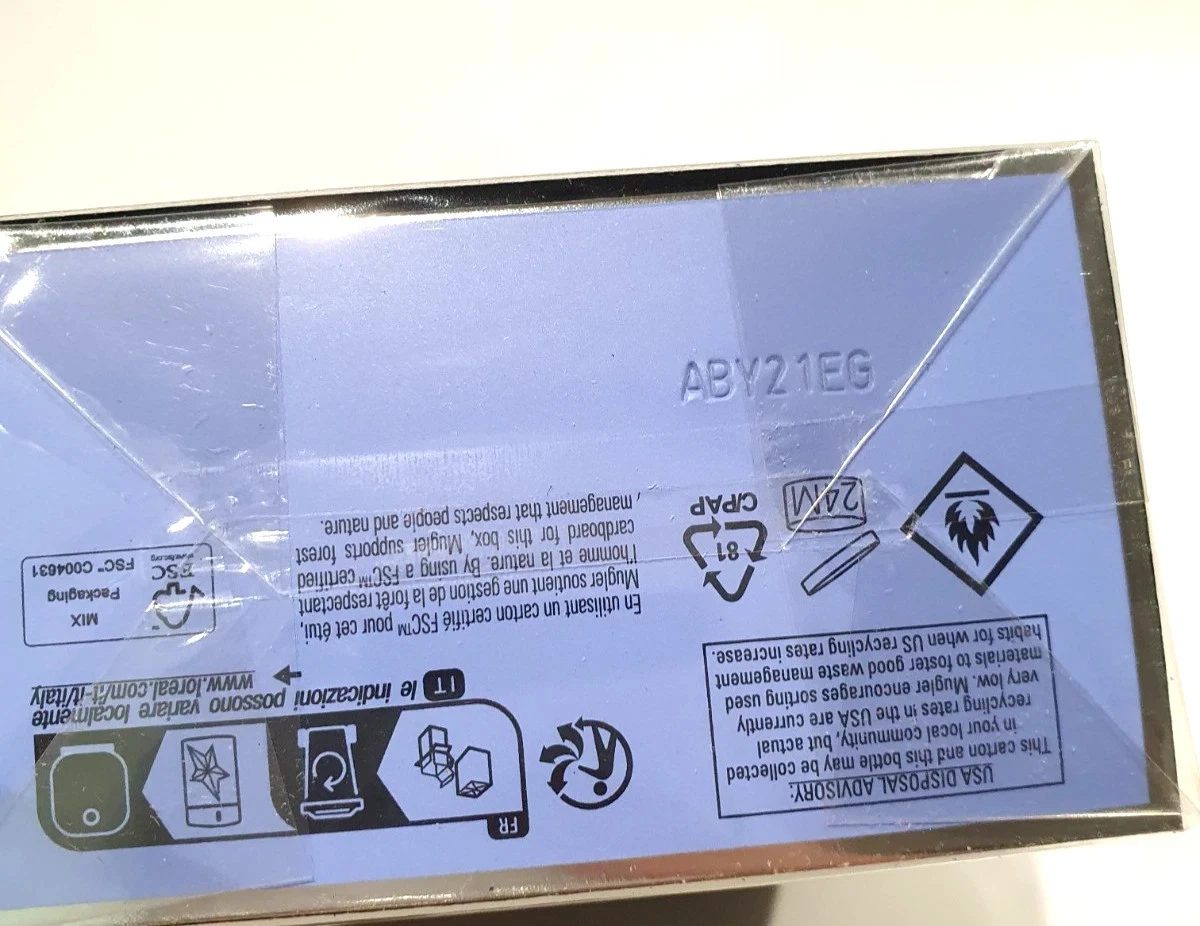 ABY21EG
USA DISPOSAL ADVISORY:
This carton and this bottle may be collected
in your local community, but actual
recycling rates in the USA are currently
very low. Mugler encourages sorting used
materials to foster good waste management
habits for when US recycling rates increase.
24M
81
C/PAP
FR
IT le indicazioni possono variare localmente
www.loreal.com/it-it/italy
En utilisant un carton certifié FSC™ pour cet étui,
Mugler soutient une gestion de la forêt respectant
l'homme et la nature. By using a FSC™ certified
cardboard for this box, Mugler supports forest
management that respects people and nature.
MIX
Packaging
FSC
www.fsc.org
FSC™ C004631